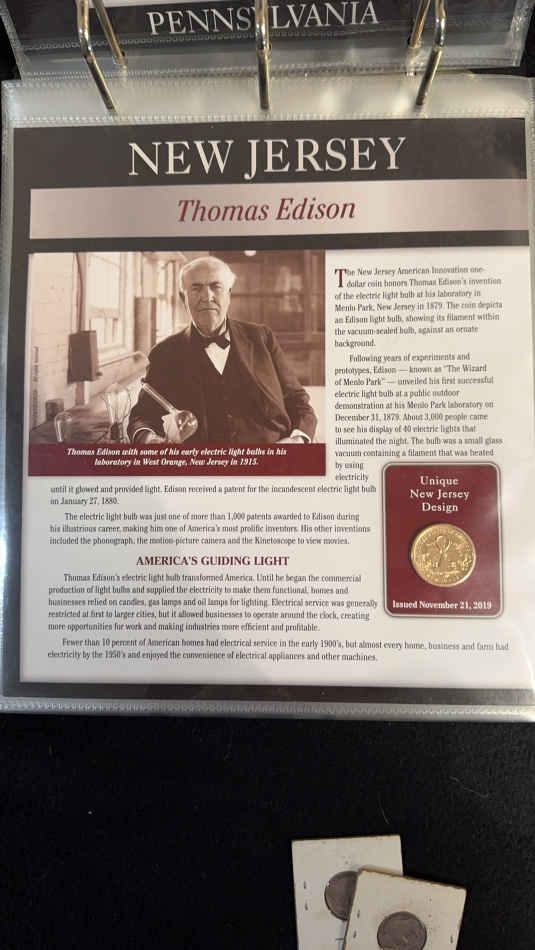 PENNSYLVANIA
NEW JERSEY
Thomas Edison
The New Jersey American Innovation one-
dollar coin honors Thomas Edison's invention
of the electric light bulb at his laboratory in
Menlo Park, New Jersey in 1879. The coin depicts
an Edison light bulb, showing its filament within
the vacuum-sealed bulb, against an ornate
background.
Following years of experiments and
prototypes, Edison — known as "The Wizard
of Menlo Park" — unveiled his first successful
electric light bulb at a public outdoor
demonstration at his Menlo Park laboratory on
December 31, 1879. About 3,000 people came
to see his display of 40 electric lights that
illuminated the night. The bulb was a small glass
vacuum containing a filament that was heated
by using
electricity
Thomas Edison with some of his early electric light bulbs in his
laboratory in West Orange, New Jersey in 1915.
until it glowed and provided light. Edison received a patent for the incandescent electric light bulb
on January 27, 1880.
The electric light bulb was just one of more than 1,000 patents awarded to Edison during
his illustrious career, making him one of America's most prolific inventors. His other inventions
included the phonograph, the motion-picture camera and the Kinetoscope to view movies.
AMERICA'S GUIDING LIGHT
Thomas Edison's electric light bulb transformed America. Until he began the commercial
production of light bulbs and supplied the electricity to make them functional, homes and
businesses relied on candles, gas lamps and oil lamps for lighting. Electrical service was generally
restricted at first to larger cities, but it allowed businesses to operate around the clock, creating
more opportunities for work and making industries more efficient and profitable.
Fewer than 10 percent of American homes had electrical service in the early 1900's, but almost every home, business and farm had
electricity by the 1950's and enjoyed the convenience of electrical appliances and other machines.
Unique
New Jersey
Design
Issued November 21, 2019